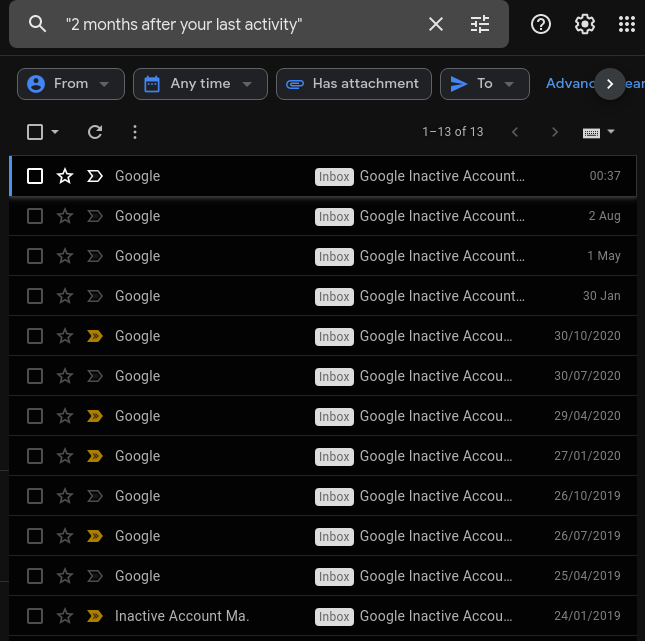 "2 months after your last activity"
From Any time Has attachment To Advanc ear
1–13 of 13
Google Inbox Google Inactive Account... 00:37
Google Inbox Google Inactive Account... 2 Aug
Google Inbox Google Inactive Account... 1 May
Google Inbox Google Inactive Account... 30 Jan
Google Inbox Google Inactive Accou... 30/10/2020
Google Inbox Google Inactive Accou... 30/07/2020
Google Inbox Google Inactive Accou... 29/04/2020
Google Inbox Google Inactive Accou... 27/01/2020
Google Inbox Google Inactive Accou... 26/10/2019
Google Inbox Google Inactive Accou... 26/07/2019
Google Inbox Google Inactive Accou... 25/04/2019
Inactive Account Ma. Inbox Google Inactive Accou... 24/01/2019